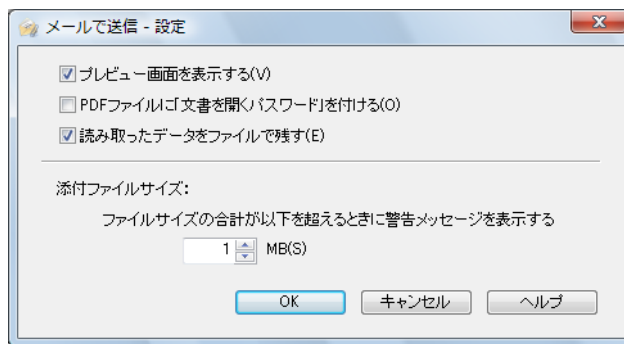 メールで送信 - 設定
プレビュー画面を表示する(V)
PDFファイルに「文書を開くパスワード」を付ける(O)
読み取ったデータをファイルで残す(E)
添付ファイルサイズ:
ファイルサイズの合計が以下を超えるときに警告メッセージを表示する
1 MB(S)
OK キャンセル ヘルプ